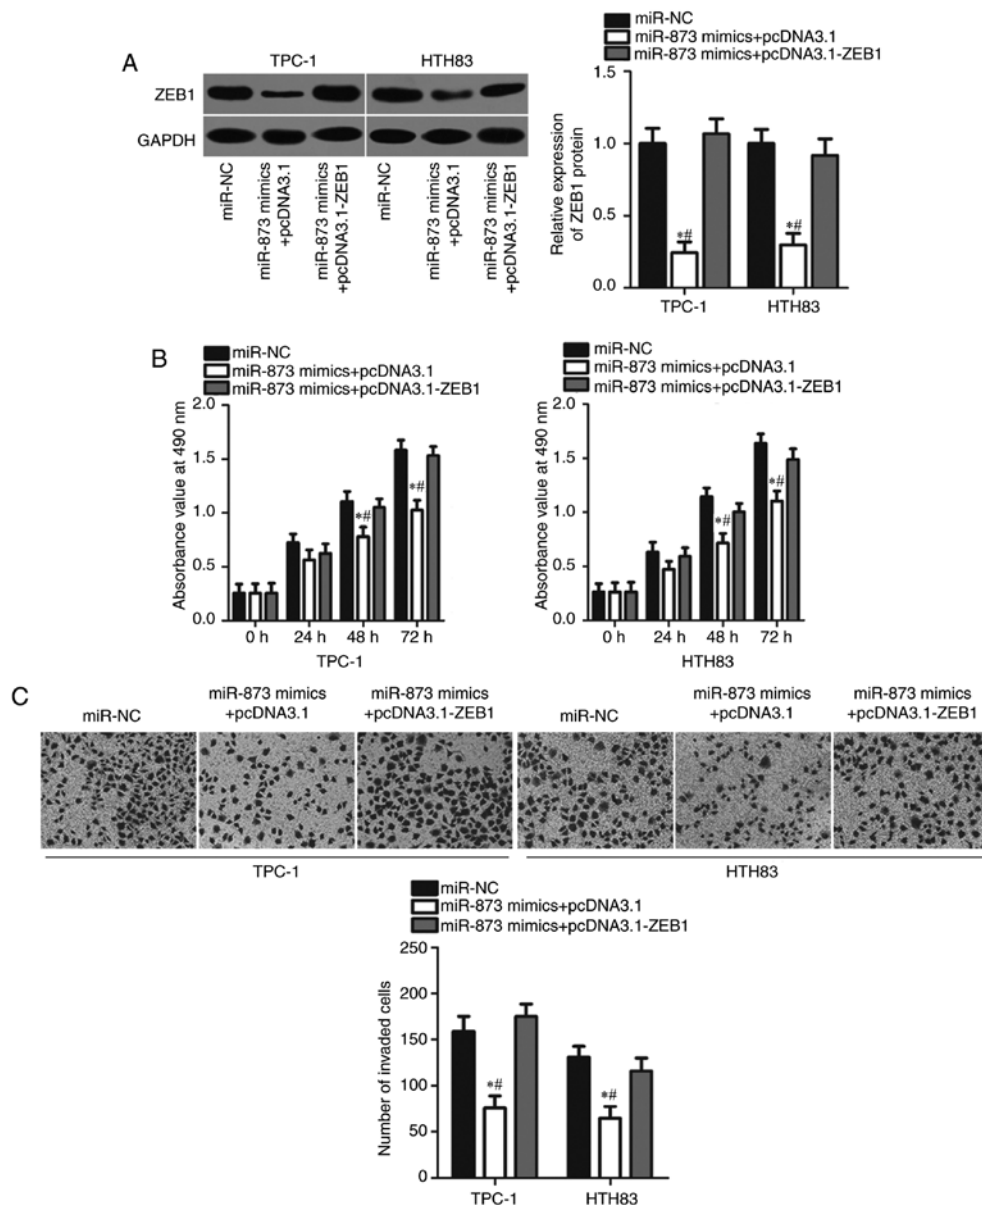 A
TPC-1
HTH83
ZEB1
GAPDH
miR-NC
miR-873 mimics
+pcDNA3.1
miR-873 mimics
+pcDNA3.1-ZEB1
miR-NC
miR-873 mimics
+pcDNA3.1
miR-873 mimics
+pcDNA3.1-ZEB1
miR-NC
miR-873 mimics+pcDNA3.1
miR-873 mimics+pcDNA3.1-ZEB1
Relative expression
of ZEB1 protein
1.5
1.0
0.5
0.0
*#
*#
TPC-1
HTH83
B
miR-NC
miR-873 mimics+pcDNA3.1
miR-873 mimics+pcDNA3.1-ZEB1
Absorbance value at 490 nm
2.0
1.5
1.0
0.5
0.0
*#
*#
0 h 24 h 48 h 72 h
TPC-1
miR-NC
miR-873 mimics+pcDNA3.1
miR-873 mimics+pcDNA3.1-ZEB1
Absorbance value at 490 nm
2.0
1.5
1.0
0.5
0.0
*#
*#
0 h 24 h 48 h 72 h
HTH83
C
miR-NC
miR-873 mimics
+pcDNA3.1
miR-873 mimics
+pcDNA3.1-ZEB1
miR-NC
miR-873 mimics
+pcDNA3.1
miR-873 mimics
+pcDNA3.1-ZEB1
TPC-1
HTH83
miR-NC
miR-873 mimics+pcDNA3.1
miR-873 mimics+pcDNA3.1-ZEB1
Number of invaded cells
250
200
150
100
50
0
*#
*#
TPC-1
HTH83